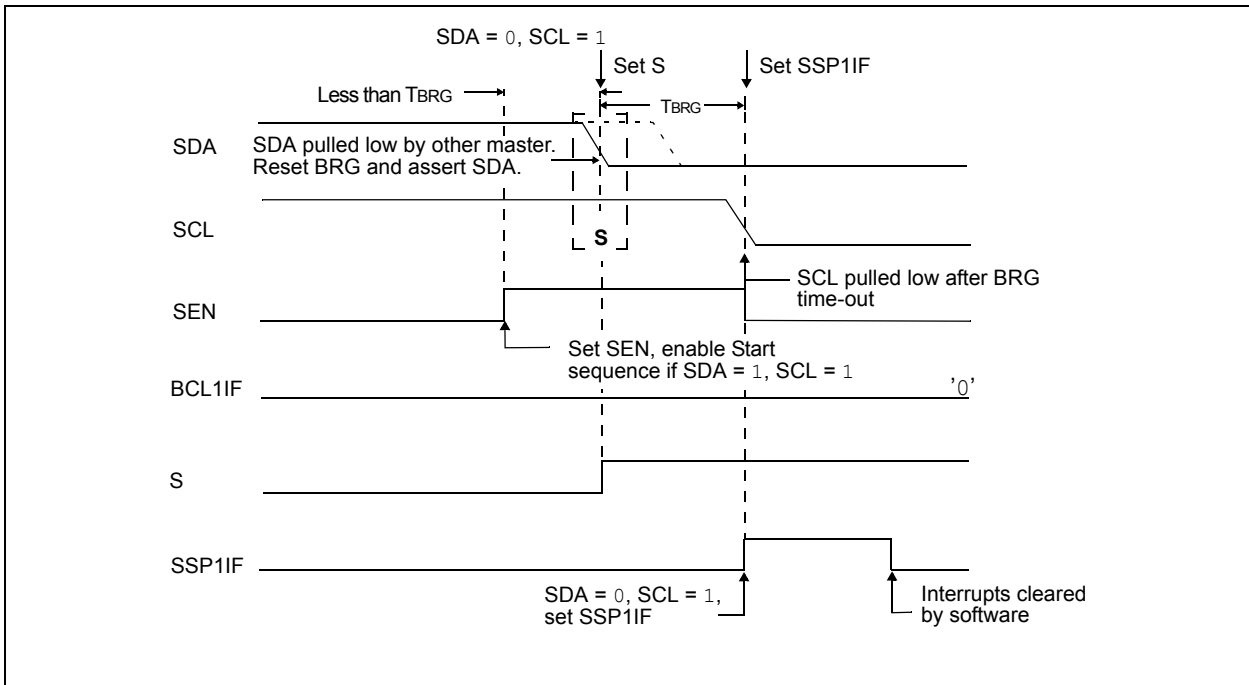 SDA = 0, SCL = 1
Set S
Set SSP1IF
Less than TBRG
TBRG
SDA
SDA pulled low by other master.
Reset BRG and assert SDA.
SCL
S
SCL pulled low after BRG
time-out
SEN
Set SEN, enable Start
sequence if SDA = 1, SCL = 1
BCL1IF
'0'
S
SSP1IF
SDA = 0, SCL = 1,
set SSP1IF
Interrupts cleared
by software